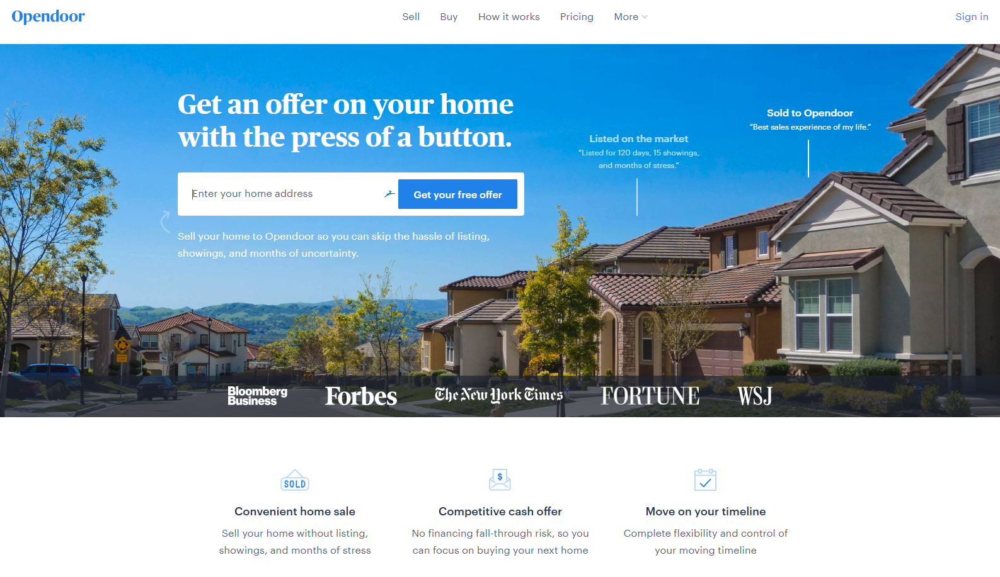 Opendoor
Sell
Buy
How it works
Pricing
More
Sign in
Get an offer on your home
with the press of a button.
Enter your home address
Get your free offer
Sell your home to Opendoor so you can skip the hassle of listing,
showings, and months of uncertainty.
Listed on the market
“Listed for 120 days, 15 showings,
and months of stress.”
Sold to Opendoor
“Best sales experience of my life.”
Bloomberg
Business
Forbes
The New York Times
FORTUNE
WSJ
SOLD
Convenient home sale
Sell your home without listing,
showings, and months of stress
$
Competitive cash offer
No financing fall-through risk, so you
can focus on buying your next home
Move on your timeline
Complete flexibility and control of
your moving timeline